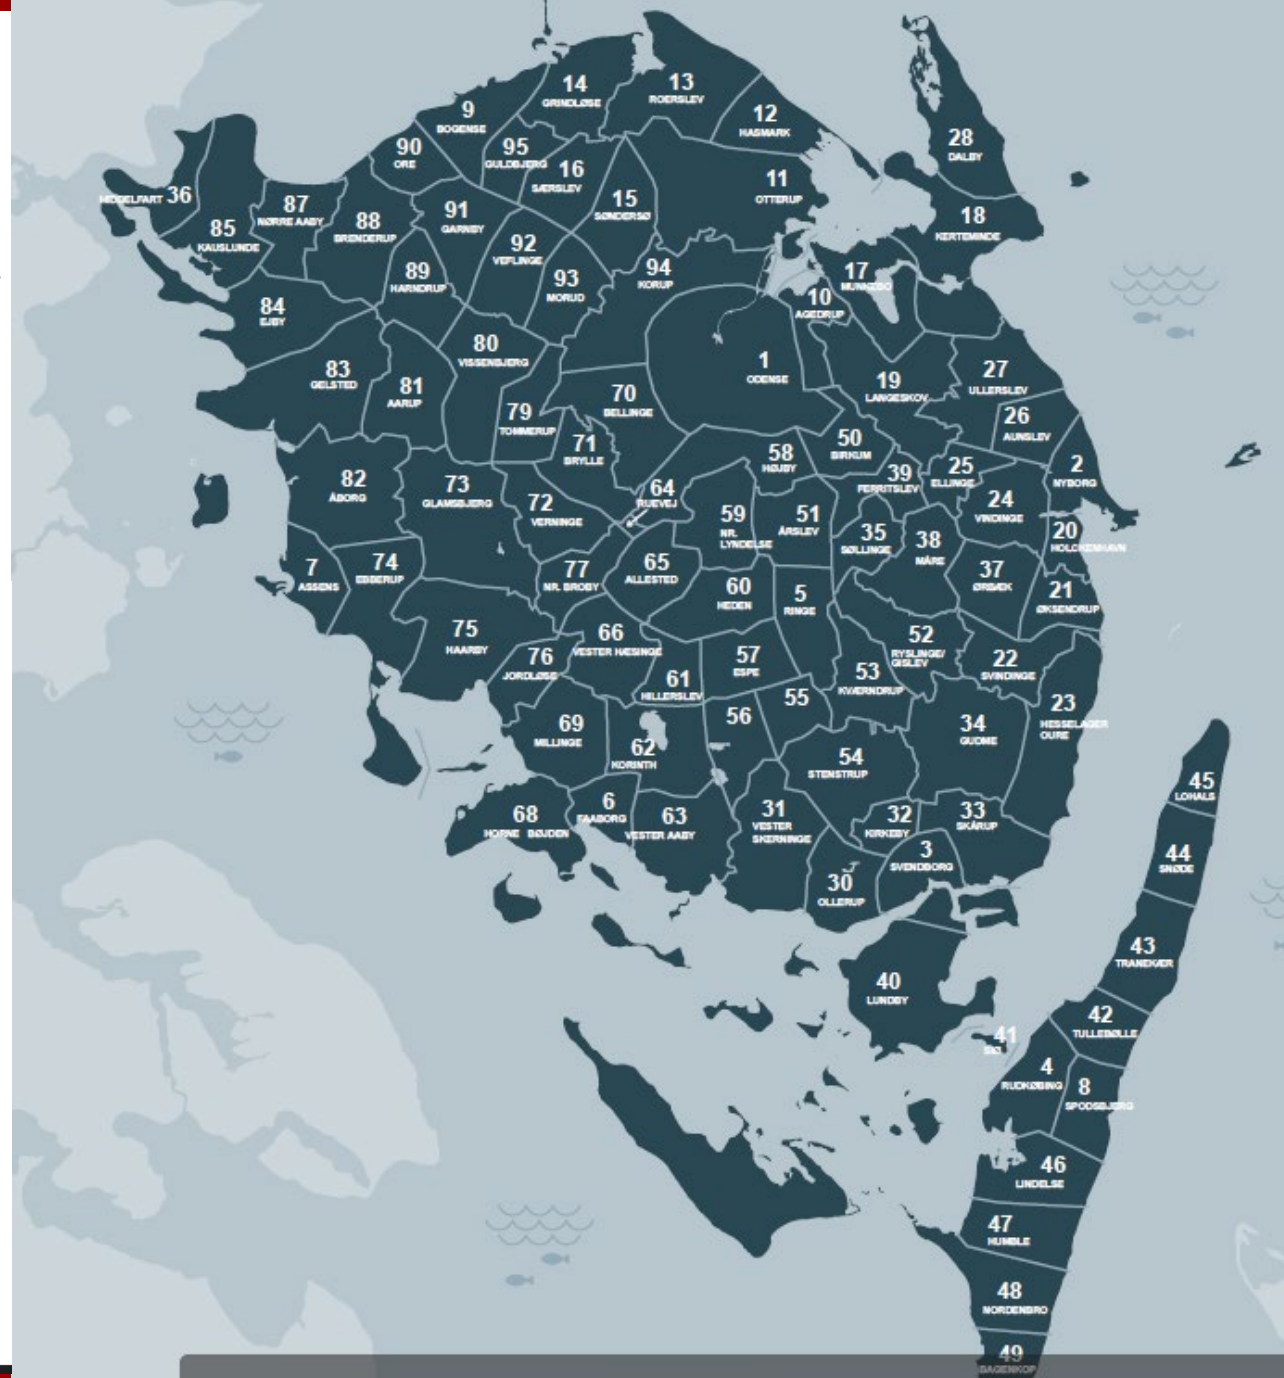 14
GRINDLØSE
13
ROERSLEV
9
BOGENSE
12
HASMARK
28
DALBY
90
ORE
95
GULDBJERG
16
SÆRSLEV
11
OTTERUP
MIDDELFART 36
87
NØRRE AABY
15
SØNDERSØ
85
KAUSLUNDE
88
BRENDERUP
91
GAMBY
18
KERTEMINDE
92
VEFLINGE
89
HARNDRUP
93
MORUD
94
KORUP
17
MUNKEBO
10
AGEDRUP
84
EJBY
80
VISSENBJERG
83
GELSTED
81
AARUP
1
ODENSE
27
ULLERSLEV
19
LANGESKOV
70
BELLINGE
79
TOMMERUP
26
AUNSLEV
71
BRYLLE
58
HØJBY
50
BIRKUM
39
FERRITSLEV
25
ELLINGE
2
NYBORG
82
ÅBORG
73
GLAMSBJERG
64
RUEVEJ
72
VERNINGE
24
VINDINGE
59
NR.
LYNDELSE
51
ÅRSLEV
35
SØLLINGE
38
MÅRE
20
HOLCKENHAVN
7
ASSENS
74
EBBERUP
77
NR. BROBY
65
ALLESTED
60
HEDEN
5
RINGE
37
ØRBÆK
21
ØKSENDRUP
75
HAARBY
66
VESTER HÆSINGE
52
RYSLINGE/
GISLEV
76
JORDLØSE
57
ESPE
22
SVINDINGE
61
HILLERSLEV
53
KVÆRNDRUP
55
56
23
HESSELAGER
OURE
69
MILLINGE
62
KORINTH
34
GUDME
54
STENSTRUP
45
LOHALS
68
HORNE BØJDEN
6
FAABORG
63
VESTER AABY
31
VESTER
SKERNINGE
32
KIRKEBY
33
SKÅRUP
3
SVENDBORG
44
SNØDE
30
OLLERUP
43
TRANEKÆR
40
LUNDBY
42
TULLEBØLLE
41
SIØ
4
RUDKØBING
8
SPODSBJERG
46
LINDELSE
47
HUMBLE
48
NORDENBRO
49
BAGENKOP